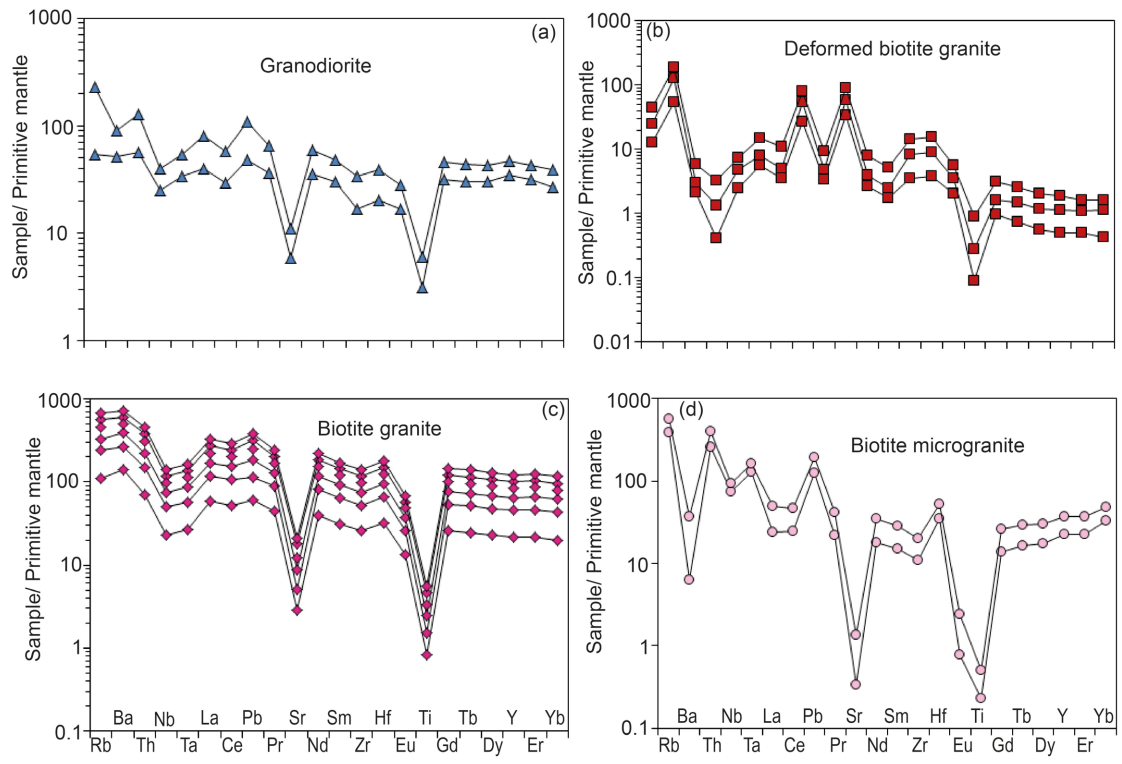 (a)
Granodiorite
Sample/ Primitive mantle
1000
100
10
1
(b)
Deformed biotite granite
Sample/ Primitive mantle
1000
100
10
1
0.1
0.01
(c)
Biotite granite
Sample/ Primitive mantle
1000
100
10
1
0.1
Ba Nb La Pb Sr Sm Hf Ti Tb Y Yb
Rb Th Ta Ce Pr Nd Zr Eu Gd Dy Er
(d)
Biotite microgranite
Sample/ Primitive mantle
1000
100
10
1
0.1
Ba Nb La Pb Sr Sm Hf Ti Tb Y Yb
Rb Th Ta Ce Pr Nd Zr Eu Gd Dy Er